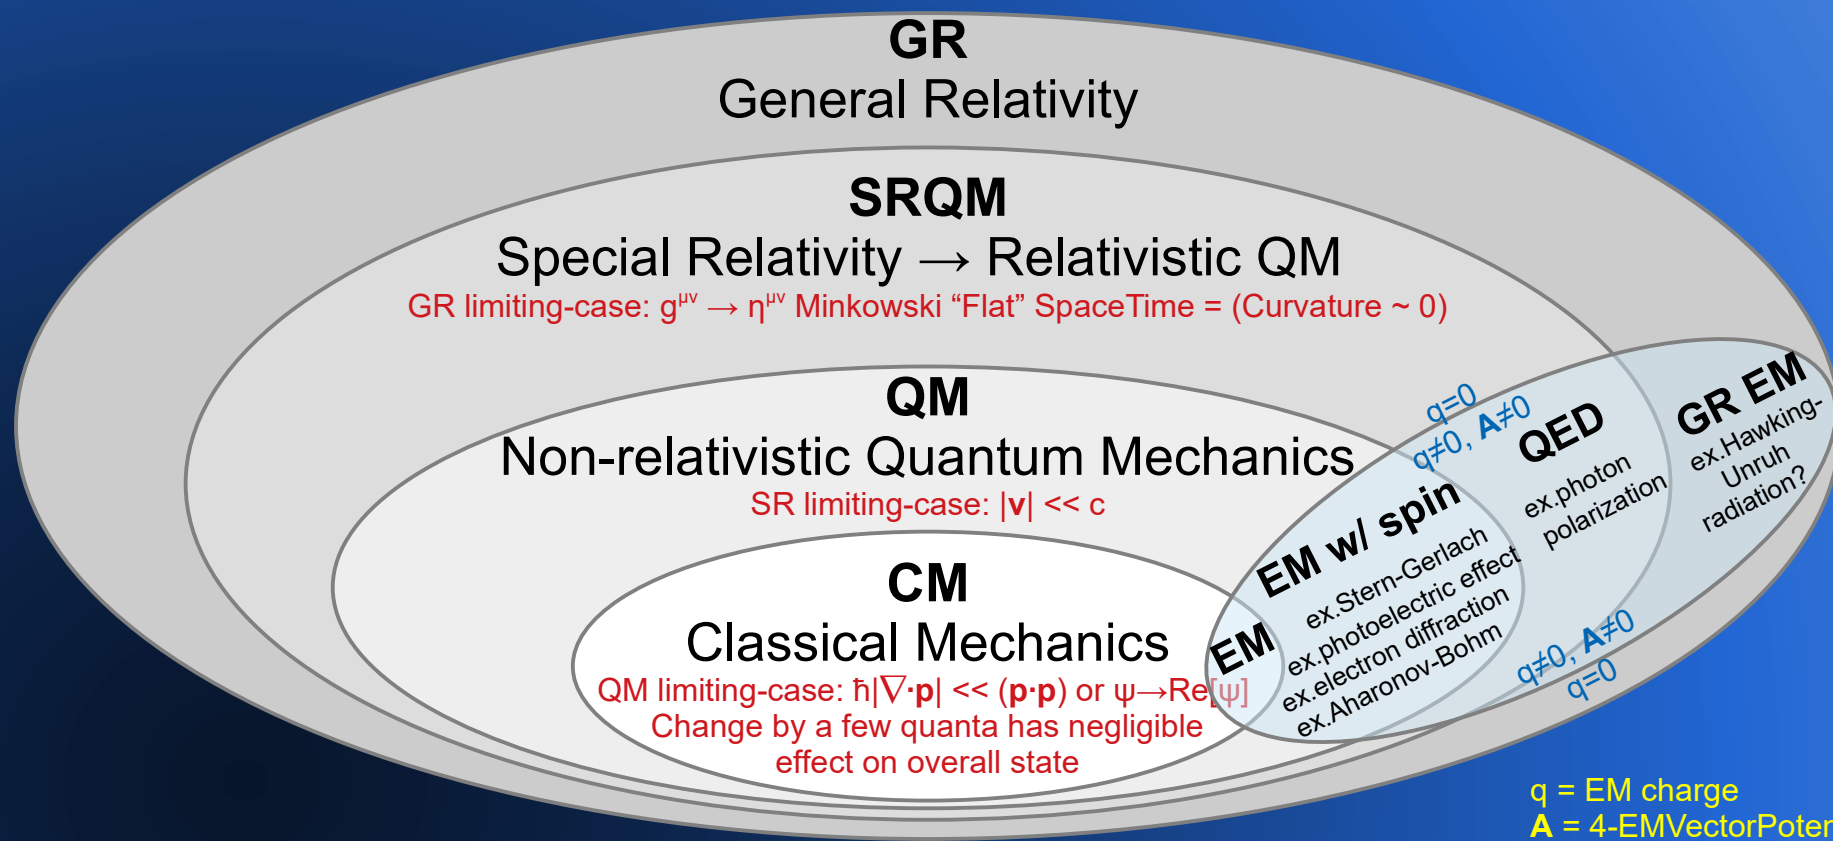 GR
General Relativity
SRQM
Special Relativity → Relativistic QM
GR limiting-case: g^μν → η^μν Minkowski “Flat” SpaceTime = (Curvature ~ 0)
QM
Non-relativistic Quantum Mechanics
SR limiting-case: |v| << c
CM
Classical Mechanics
QM limiting-case: ħ|∇·p| << (p·p) or ψ→Re[ψ]
Change by a few quanta has negligible
effect on overall state
EM
EM w/ spin
ex.Stern-Gerlach
ex.photoelectric effect
ex.electron diffraction
ex.Aharonov-Bohm
q=0
q≠0, A≠0
QED
ex.photon
polarization
GR EM
ex.Hawking-
Unruh
radiation?
q≠0, A≠0
q=0
q = EM charge
A = 4-EMVectorPoten